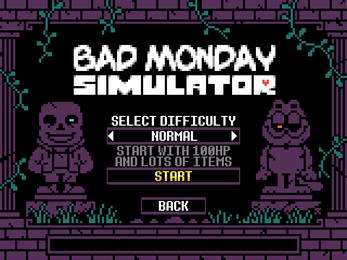 BAD MONDAY
SIMULATOR
SELECT DIFFICULTY
NORMAL
START WITH 100HP
AND LOTS OF ITEMS
START
BACK